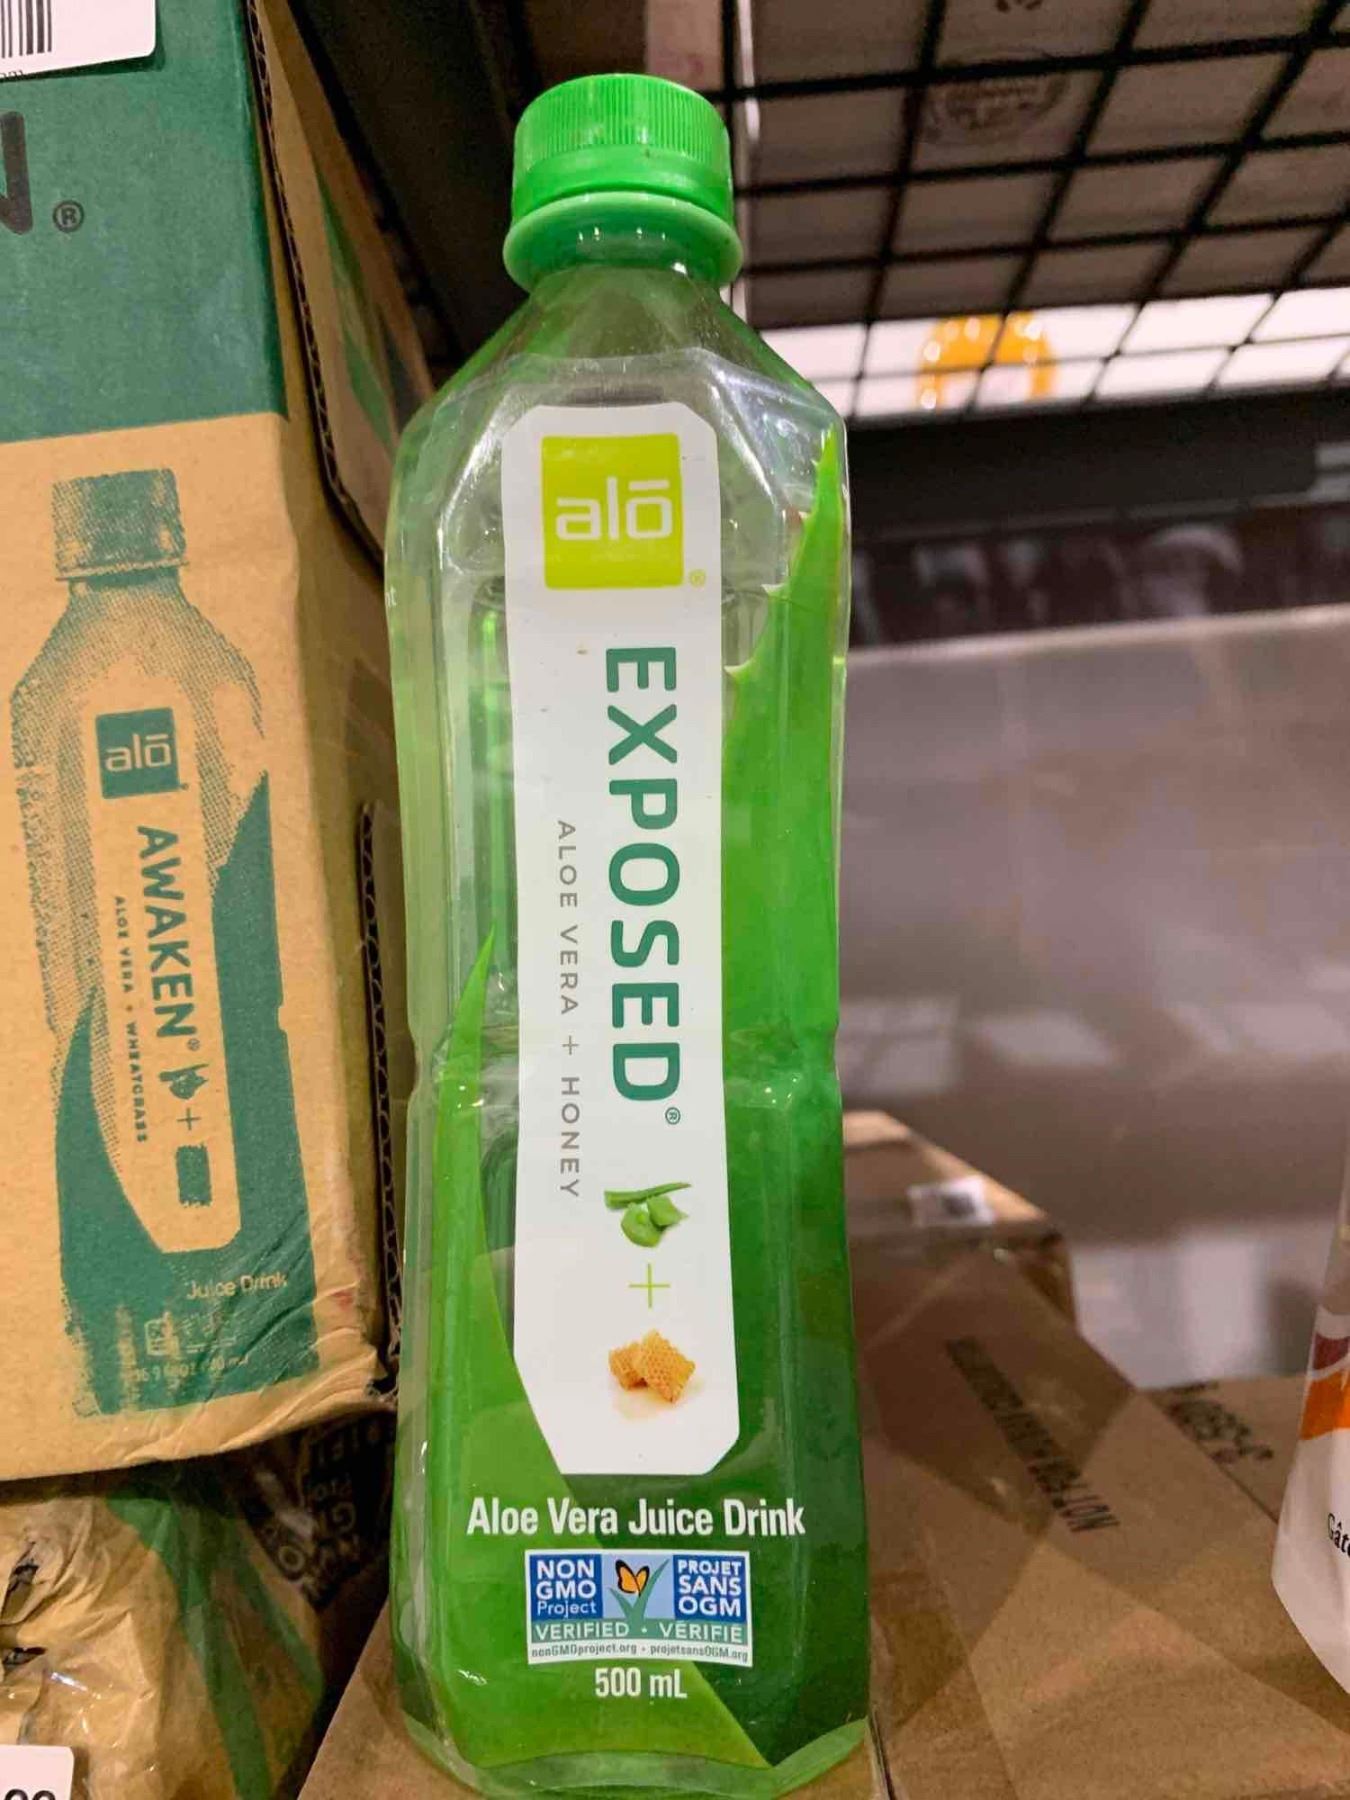 alō®
EXPOSED®
ALOE VERA + HONEY
+
Aloe Vera Juice Drink
NON
GMO
Project
PROJET
SANS
OGM
VERIFIED • VÉRIFIÉ
nonGMOproject.org • projetsansOGM.org
500 mL
N®
alō
AWAKEN®
ALOE VERA + WHEATGRASS
+
Juice Drink